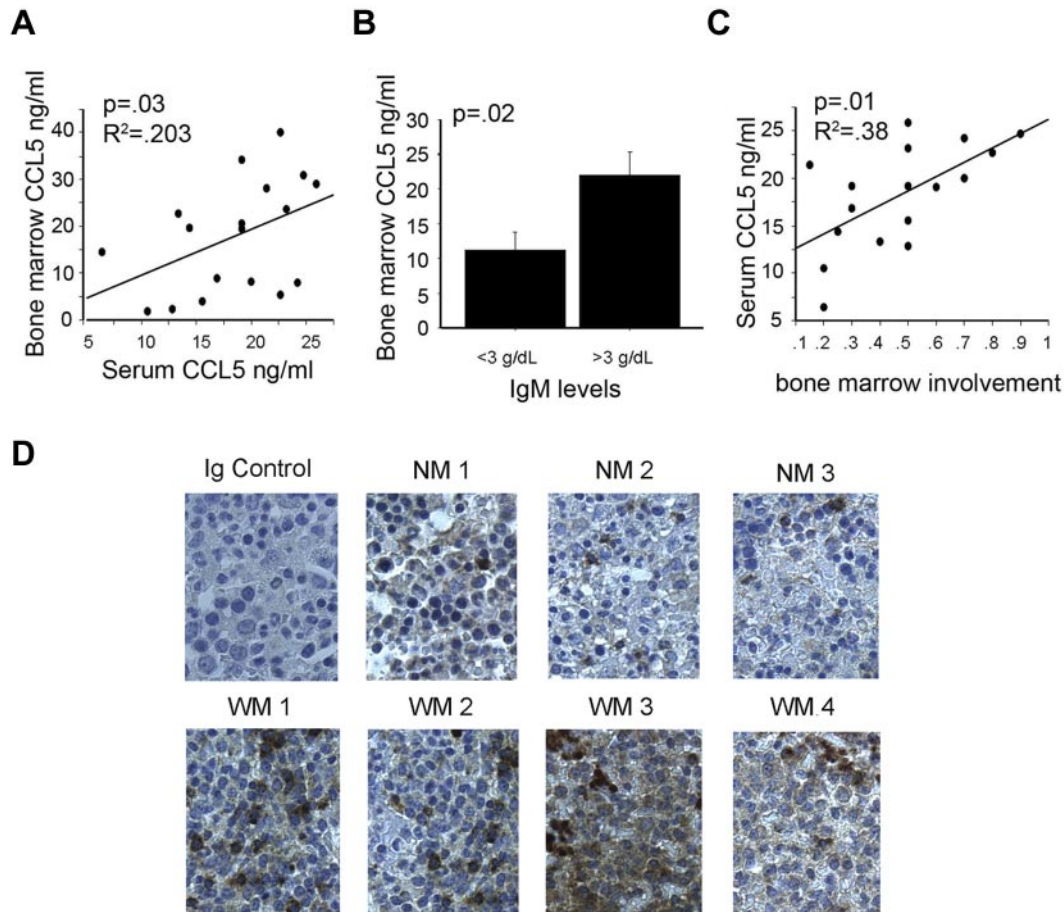 A
p=.03
R²=.203
Bone marrow CCL5 ng/ml
40
30
20
10
0
5
10
15
20
25
Serum CCL5 ng/ml
B
p=.02
Bone marrow CCL5 ng/ml
30
25
20
15
10
5
0
<3 g/dL
>3 g/dL
IgM levels
C
p=.01
R²=.38
Serum CCL5 ng/ml
25
20
15
10
5
.1 .2 .3 .4 .5 .6 .7 .8 .9 1
bone marrow involvement
D
Ig Control
NM 1
NM 2
NM 3
WM 1
WM 2
WM 3
WM 4